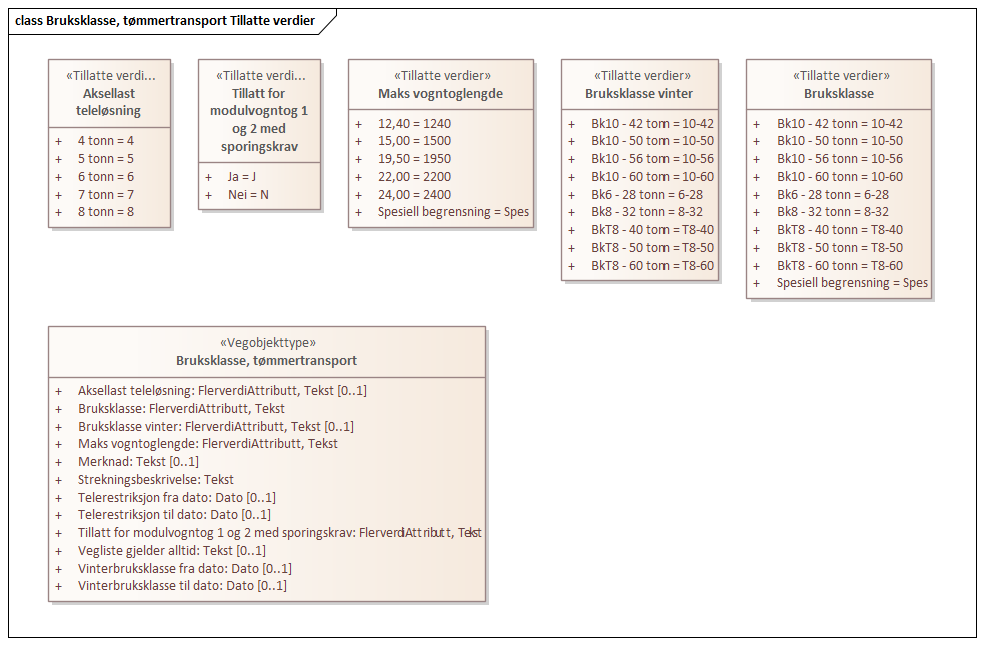 class Bruksklasse, tømmertransport Tillatte verdier
«Tillatte verdi...
Aksellast
teleløsning
+ 4 tonn = 4
+ 5 tonn = 5
+ 6 tonn = 6
+ 7 tonn = 7
+ 8 tonn = 8
«Tillatte verdi...
Tillatt for
modulvogntog 1
og 2 med
sporingskrav
+ Ja = J
+ Nei = N
«Tillatte verdier»
Maks vogntoglengde
+ 12,40 = 1240
+ 15,00 = 1500
+ 19,50 = 1950
+ 22,00 = 2200
+ 24,00 = 2400
+ Spesiell begrensning = Spes
«Tillatte verdier»
Bruksklasse vinter
+ Bk10 - 42 tonn = 10-42
+ Bk10 - 50 tonn = 10-50
+ Bk10 - 56 tonn = 10-56
+ Bk10 - 60 tonn = 10-60
+ Bk6 - 28 tonn = 6-28
+ Bk8 - 32 tonn = 8-32
+ BkT8 - 40 tonn = T8-40
+ BkT8 - 50 tonn = T8-50
+ BkT8 - 60 tonn = T8-60
«Tillatte verdier»
Bruksklasse
+ Bk10 - 42 tonn = 10-42
+ Bk10 - 50 tonn = 10-50
+ Bk10 - 56 tonn = 10-56
+ Bk10 - 60 tonn = 10-60
+ Bk6 - 28 tonn = 6-28
+ Bk8 - 32 tonn = 8-32
+ BkT8 - 40 tonn = T8-40
+ BkT8 - 50 tonn = T8-50
+ BkT8 - 60 tonn = T8-60
+ Spesiell begrensning = Spes
«Vegobjekttype»
Bruksklasse, tømmertransport
+ Aksellast teleløsning: FlerverdiAttributt, Tekst [0..1]
+ Bruksklasse: FlerverdiAttributt, Tekst
+ Bruksklasse vinter: FlerverdiAttributt, Tekst [0..1]
+ Maks vogntoglengde: FlerverdiAttributt, Tekst
+ Merknad: Tekst [0..1]
+ Strekningsbeskrivelse: Tekst
+ Telerestriksjon fra dato: Dato [0..1]
+ Telerestriksjon til dato: Dato [0..1]
+ Tillatt for modulvogntog 1 og 2 med sporingskrav: FlerverdiAttributt, Tekst
+ Vegliste gjelder alltid: Tekst [0..1]
+ Vinterbruksklasse fra dato: Dato [0..1]
+ Vinterbruksklasse til dato: Dato [0..1]